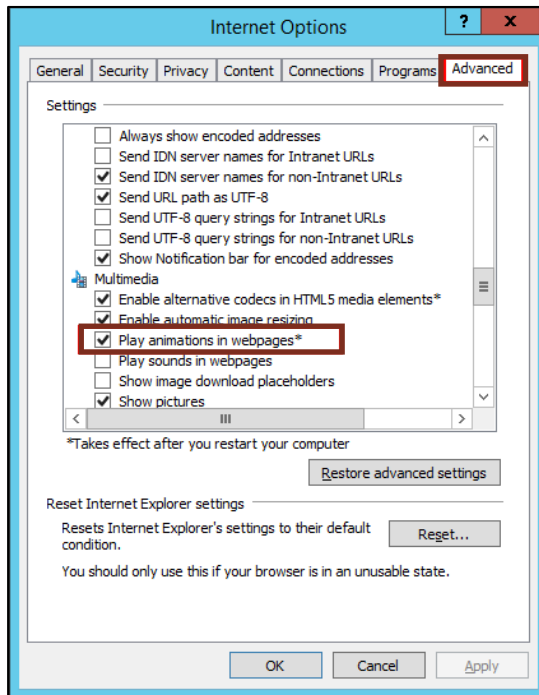 Internet Options
?
x
General
Security
Privacy
Content
Connections
Programs
Advanced
Settings
Always show encoded addresses
Send IDN server names for Intranet URLs
Send IDN server names for non-Intranet URLs
Send URL path as UTF-8
Send UTF-8 query strings for Intranet URLs
Send UTF-8 query strings for non-Intranet URLs
Show Notification bar for encoded addresses
Multimedia
Enable alternative codecs in HTML5 media elements*
Enable automatic image resizing
Play animations in webpages*
Play sounds in webpages
Show image download placeholders
Show pictures
*Takes effect after you restart your computer
Restore advanced settings
Reset Internet Explorer settings
Resets Internet Explorer's settings to their default
condition.
Reset...
You should only use this if your browser is in an unusable state.
OK
Cancel
Apply